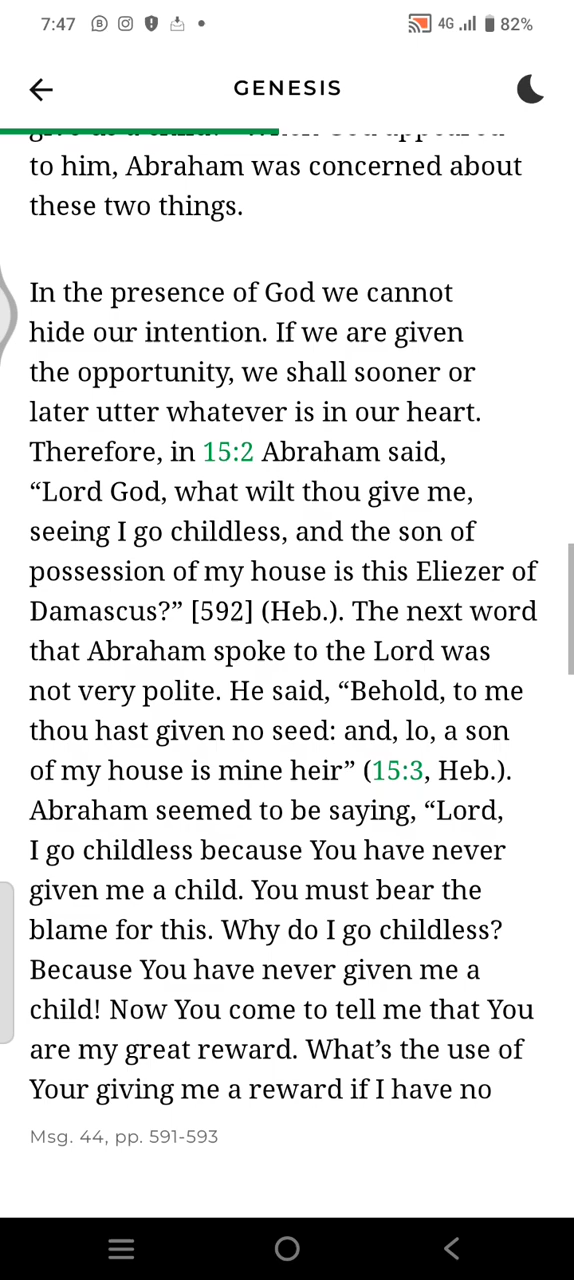 7:47
4G 82%
GENESIS
to him, Abraham was concerned about
these two things.
In the presence of God we cannot
hide our intention. If we are given
the opportunity, we shall sooner or
later utter whatever is in our heart.
Therefore, in 15:2 Abraham said,
“Lord God, what wilt thou give me,
seeing I go childless, and the son of
possession of my house is this Eliezer of
Damascus?” [592] (Heb.). The next word
that Abraham spoke to the Lord was
not very polite. He said, “Behold, to me
thou hast given no seed: and, lo, a son
of my house is mine heir” (15:3, Heb.).
Abraham seemed to be saying, “Lord,
I go childless because You have never
given me a child. You must bear the
blame for this. Why do I go childless?
Because You have never given me a
child! Now You come to tell me that You
are my great reward. What’s the use of
Your giving me a reward if I have no
Msg. 44, pp. 591-593